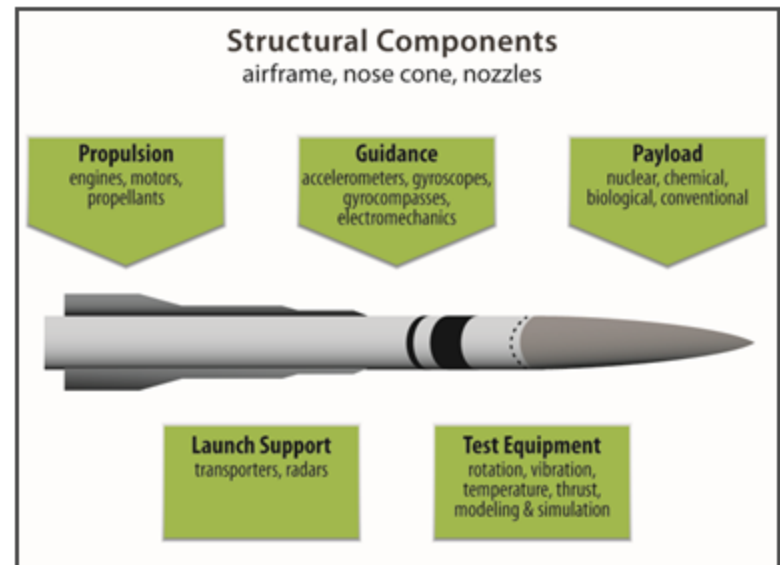 Structural Components
airframe, nose cone, nozzles
Propulsion
engines, motors,
propellants
Guidance
accelerometers, gyroscopes,
gyrocompasses,
electromechanics
Payload
nuclear, chemical,
biological, conventional
Launch Support
transporters, radars
Test Equipment
rotation, vibration,
temperature, thrust,
modeling & simulation